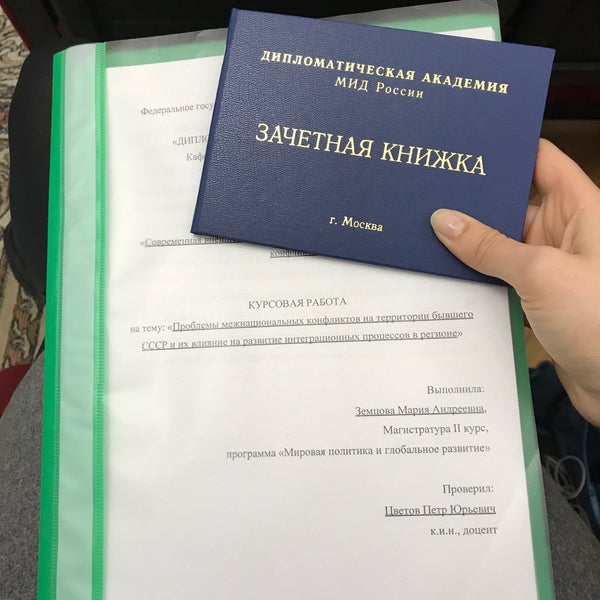 ДИПЛОМАТИЧЕСКАЯ АКАДЕМИЯ
МИД России
ЗАЧЕТНАЯ КНИЖКА
г. Москва
Федеральное
«ДИПЛО
Каф
«Современная
КУРСОВАЯ РАБОТА
на тему: «Проблемы межнациональных конфликтов на территории бывшего
СССР и их влияние на развитие интеграционных процессов в регионе»
Выполнила:
Земцова Мария Андреевна,
Магистратура II курс,
программа «Мировая политика и глобальное развитие»
Проверил:
Цветов Петр Юрьевич
к.и.н., доцент